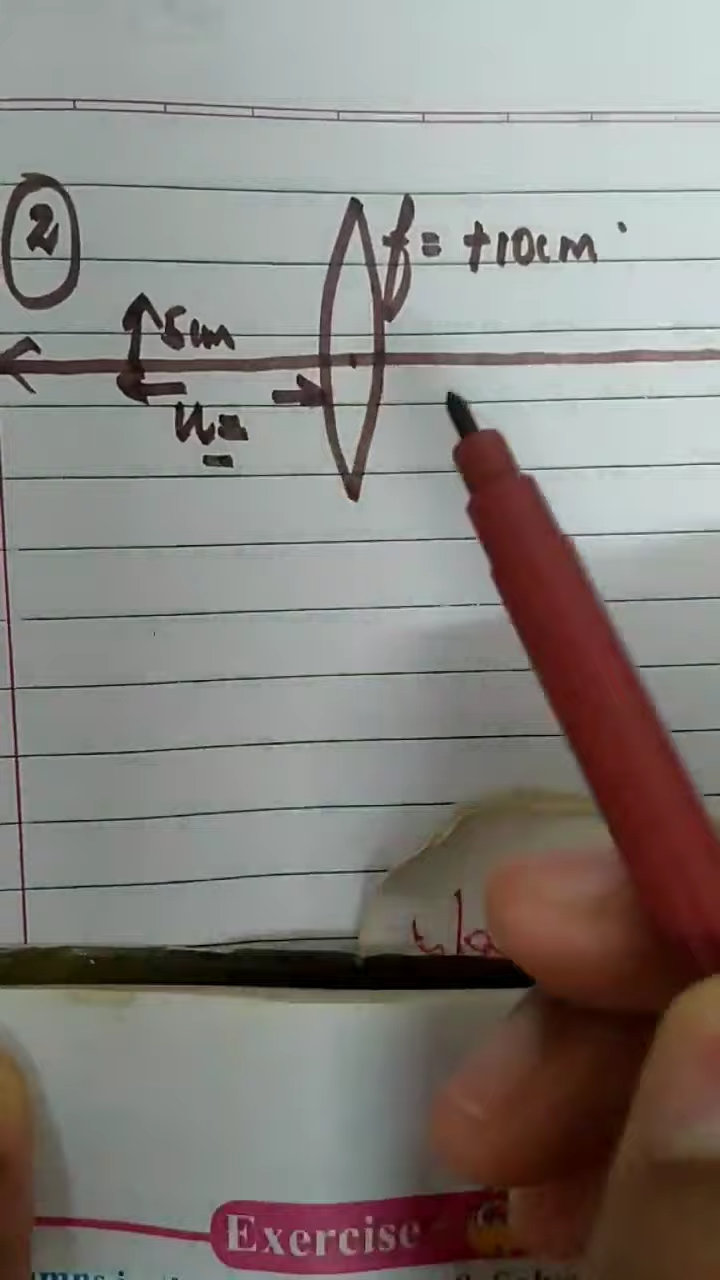 2
f = +10cm
5cm
u = -
Exercise